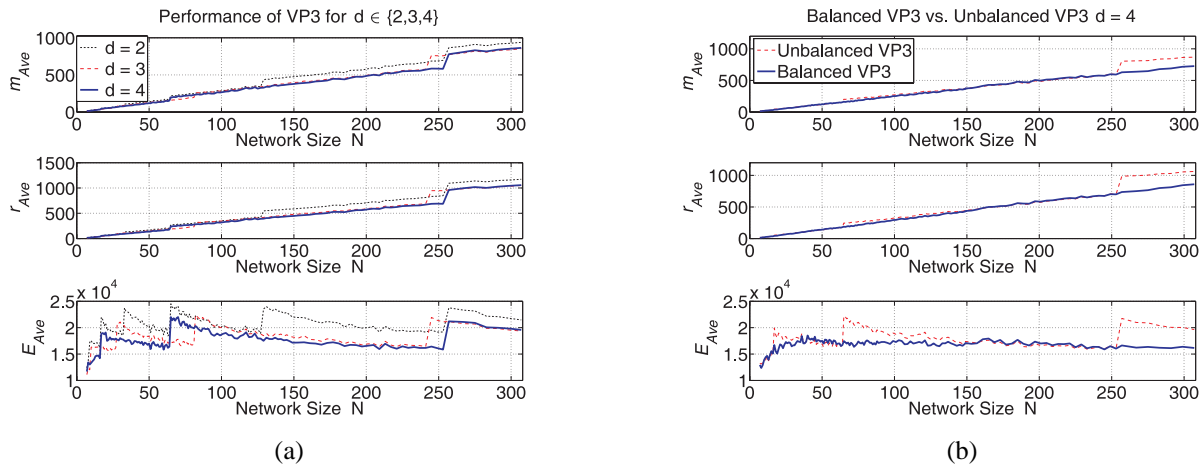 Performance of VP3 for d ∈ {2,3,4}
1000
500
0
m_Ave
d = 2
d = 3
d = 4
0 50 100 150 200 250 300
Network Size N
1500
1000
500
0
r_Ave
0 50 100 150 200 250 300
Network Size N
x 10^4
2.5
2
1.5
1
E_Ave
0 50 100 150 200 250 300
Network Size N
(a)
Balanced VP3 vs. Unbalanced VP3 d = 4
1000
500
0
m_Ave
Unbalanced VP3
Balanced VP3
0 50 100 150 200 250 300
Network Size N
1000
500
0
r_Ave
0 50 100 150 200 250 300
Network Size N
x 10^4
2.5
2
1.5
1
E_Ave
0 50 100 150 200 250 300
Network Size N
(b)